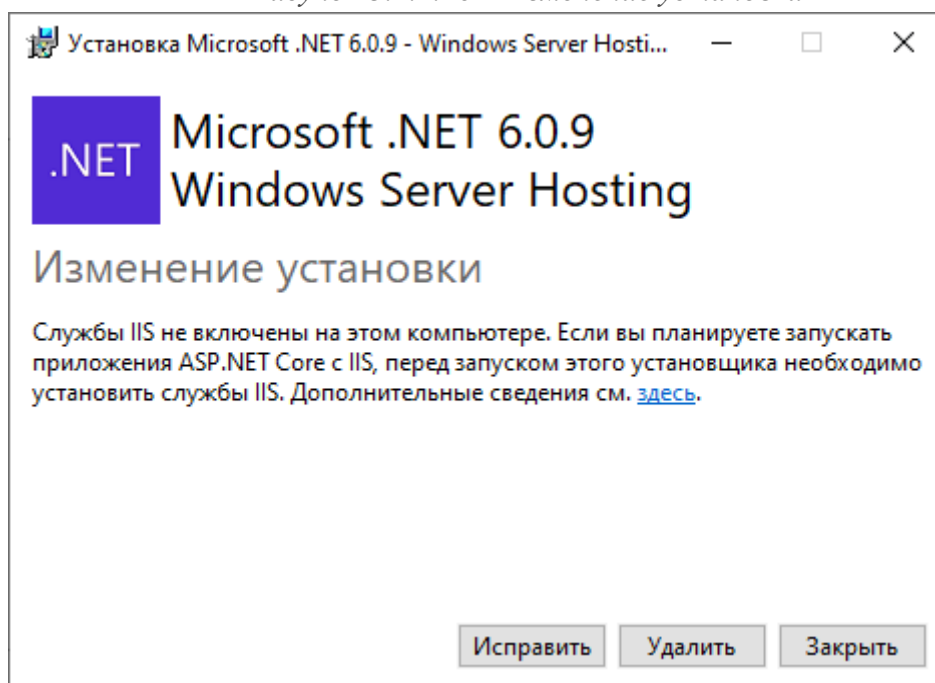 Установка Microsoft .NET 6.0.9 - Windows Server Hosti...
.NET
Microsoft .NET 6.0.9
Windows Server Hosting
Изменение установки
Службы IIS не включены на этом компьютере. Если вы планируете запускать
приложения ASP.NET Core с IIS, перед запуском этого установщика необходимо
установить службы IIS. Дополнительные сведения см. здесь.
Исправить Удалить Закрыть